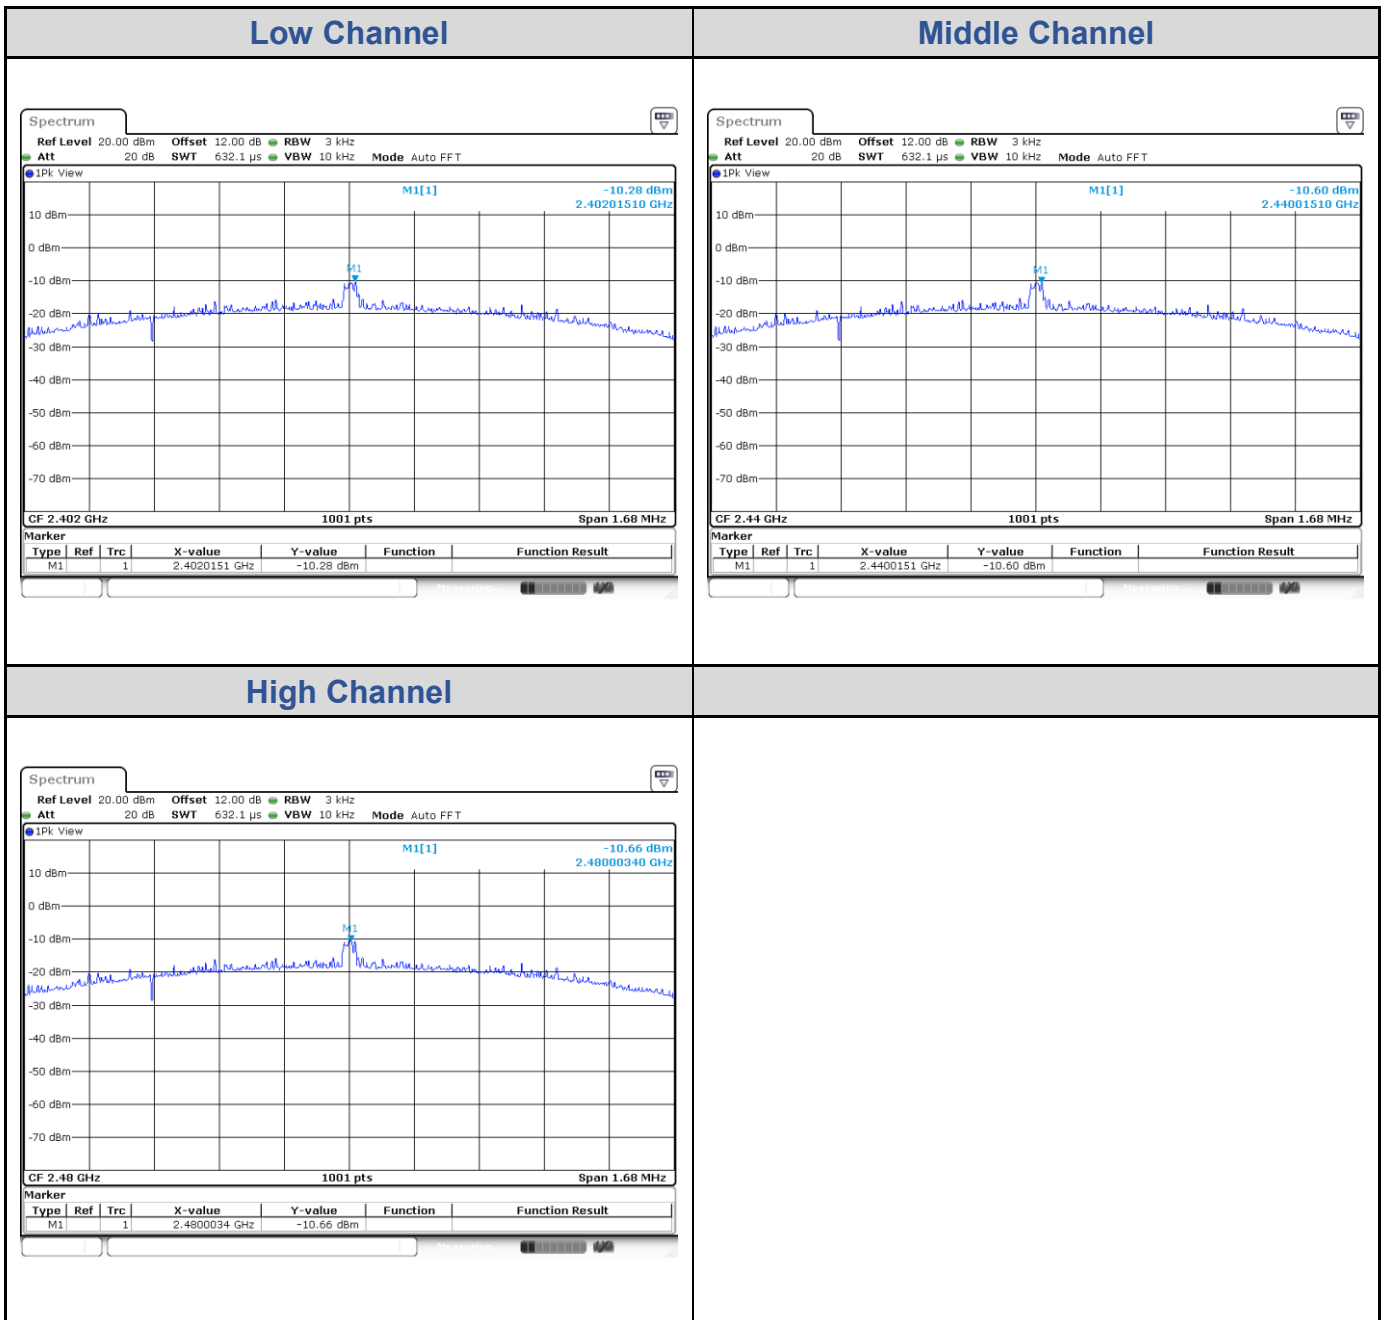 Low Channel
Middle Channel
Spectrum
Ref Level 20.00 dBm Offset 12.00 dB RBW 3 kHz
Att 20 dB SWT 632.1 µs VBW 10 kHz Mode Auto FFT
1Pk View
M1[1] -10.28 dBm
2.40201510 GHz
10 dBm
0 dBm
M1
-10 dBm
-20 dBm
-30 dBm
-40 dBm
-50 dBm
-60 dBm
-70 dBm
CF 2.402 GHz 1001 pts Span 1.68 MHz
Marker
Type Ref Trc X-value Y-value Function Function Result
M1 1 2.4020151 GHz -10.28 dBm
Measuring...
Spectrum
Ref Level 20.00 dBm Offset 12.00 dB RBW 3 kHz
Att 20 dB SWT 632.1 µs VBW 10 kHz Mode Auto FFT
1Pk View
M1[1] -10.60 dBm
2.44001510 GHz
10 dBm
0 dBm
M1
-10 dBm
-20 dBm
-30 dBm
-40 dBm
-50 dBm
-60 dBm
-70 dBm
CF 2.44 GHz 1001 pts Span 1.68 MHz
Marker
Type Ref Trc X-value Y-value Function Function Result
M1 1 2.4400151 GHz -10.60 dBm
Measuring...
High Channel
Spectrum
Ref Level 20.00 dBm Offset 12.00 dB RBW 3 kHz
Att 20 dB SWT 632.1 µs VBW 10 kHz Mode Auto FFT
1Pk View
M1[1] -10.66 dBm
2.48000340 GHz
10 dBm
0 dBm
M1
-10 dBm
-20 dBm
-30 dBm
-40 dBm
-50 dBm
-60 dBm
-70 dBm
CF 2.48 GHz 1001 pts Span 1.68 MHz
Marker
Type Ref Trc X-value Y-value Function Function Result
M1 1 2.4800034 GHz -10.66 dBm
Measuring...